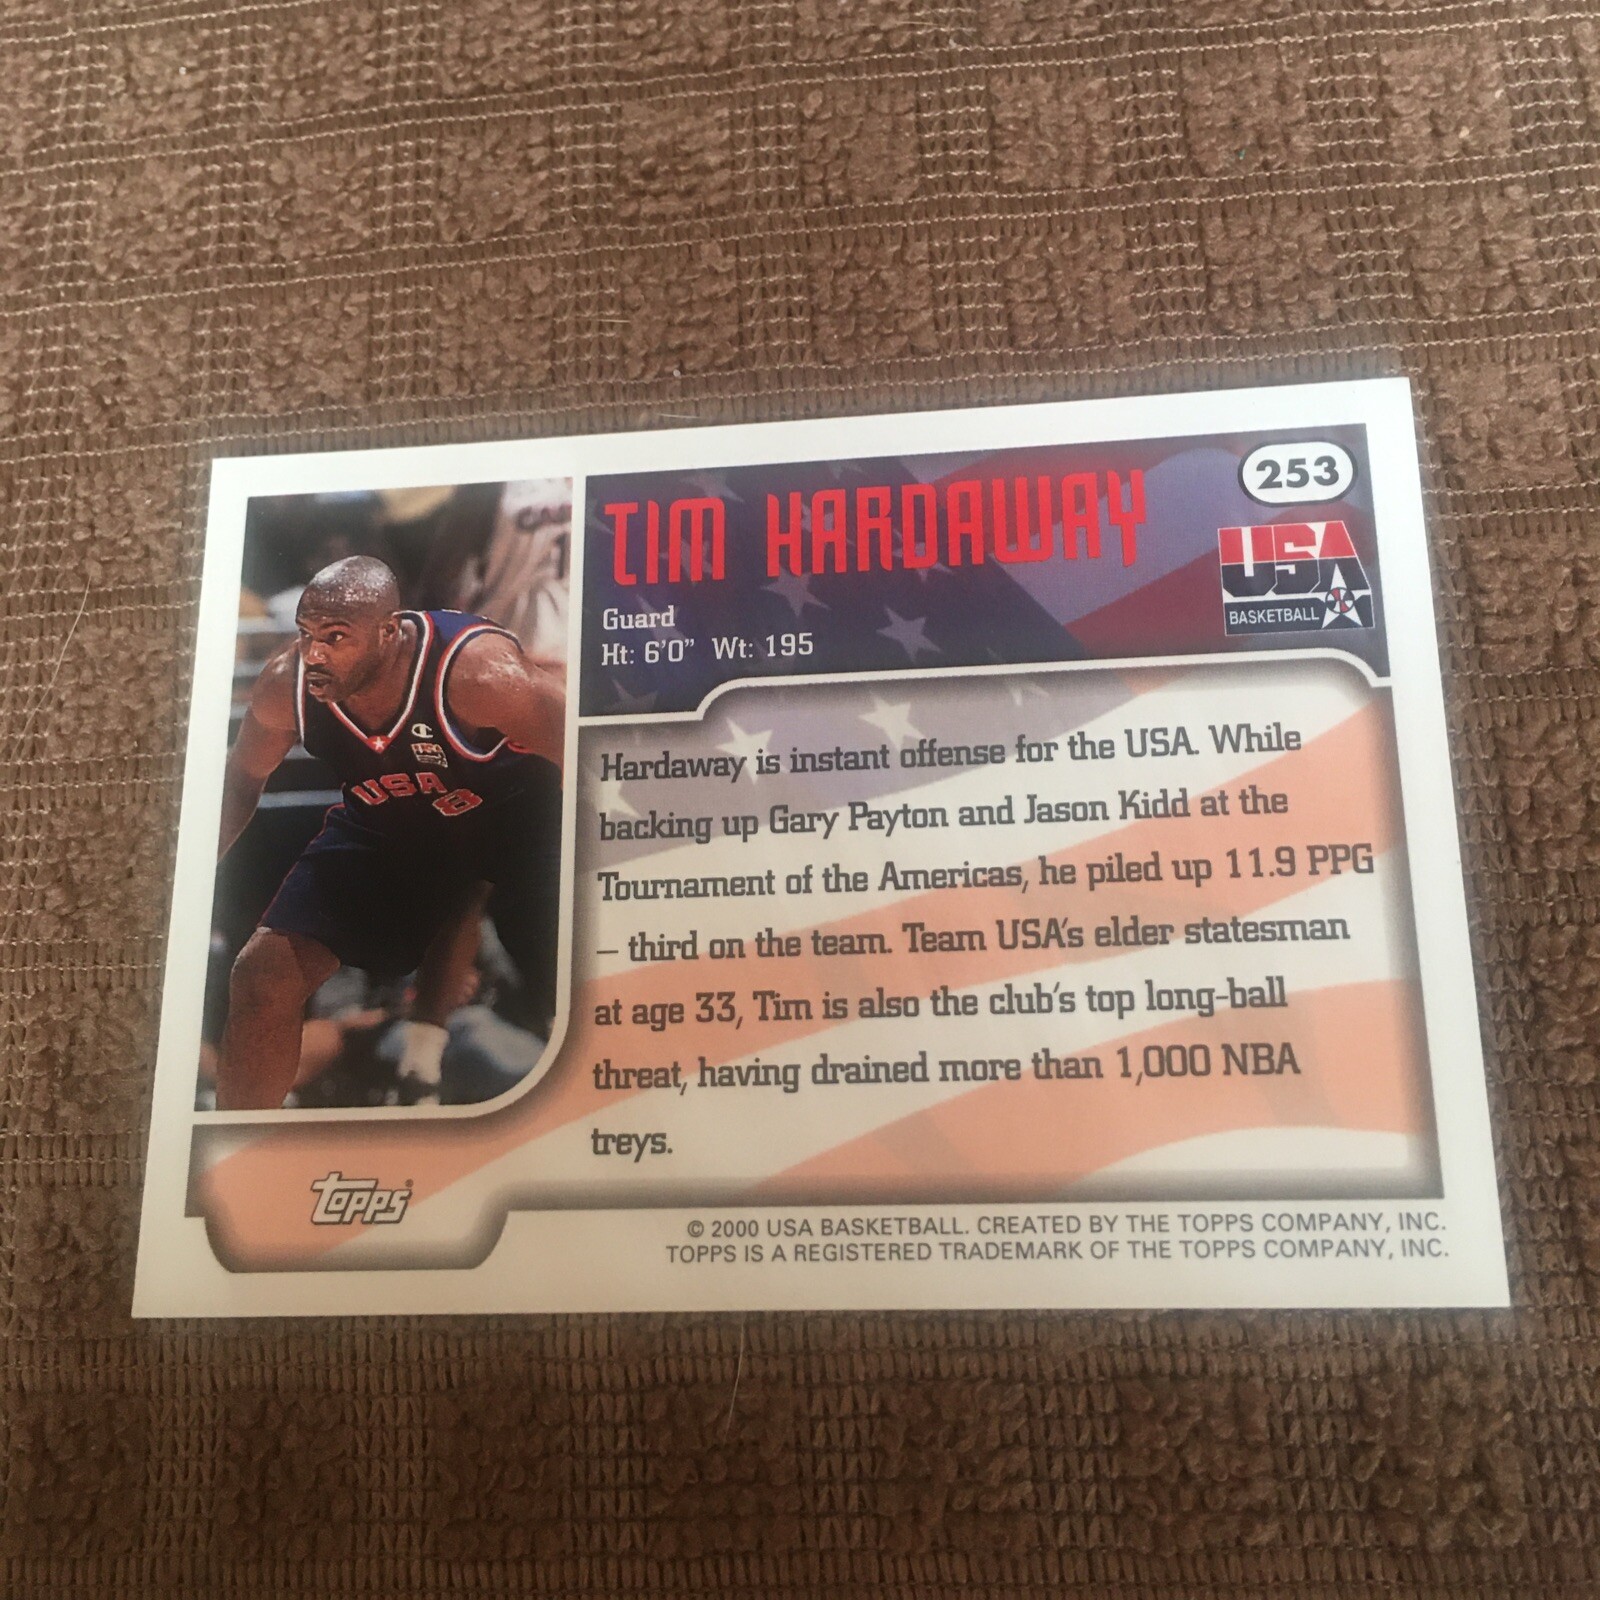 253
TIM HARDAWAY
USA
BASKETBALL
Guard
Ht: 6'0" Wt: 195
USA
8
Hardaway is instant offense for the USA. While
backing up Gary Payton and Jason Kidd at the
Tournament of the Americas, he piled up 11.9 PPG
– third on the team. Team USA's elder statesman
at age 33, Tim is also the club's top long-ball
threat, having drained more than 1,000 NBA
treys.
Topps®
© 2000 USA BASKETBALL. CREATED BY THE TOPPS COMPANY, INC.
TOPPS IS A REGISTERED TRADEMARK OF THE TOPPS COMPANY, INC.